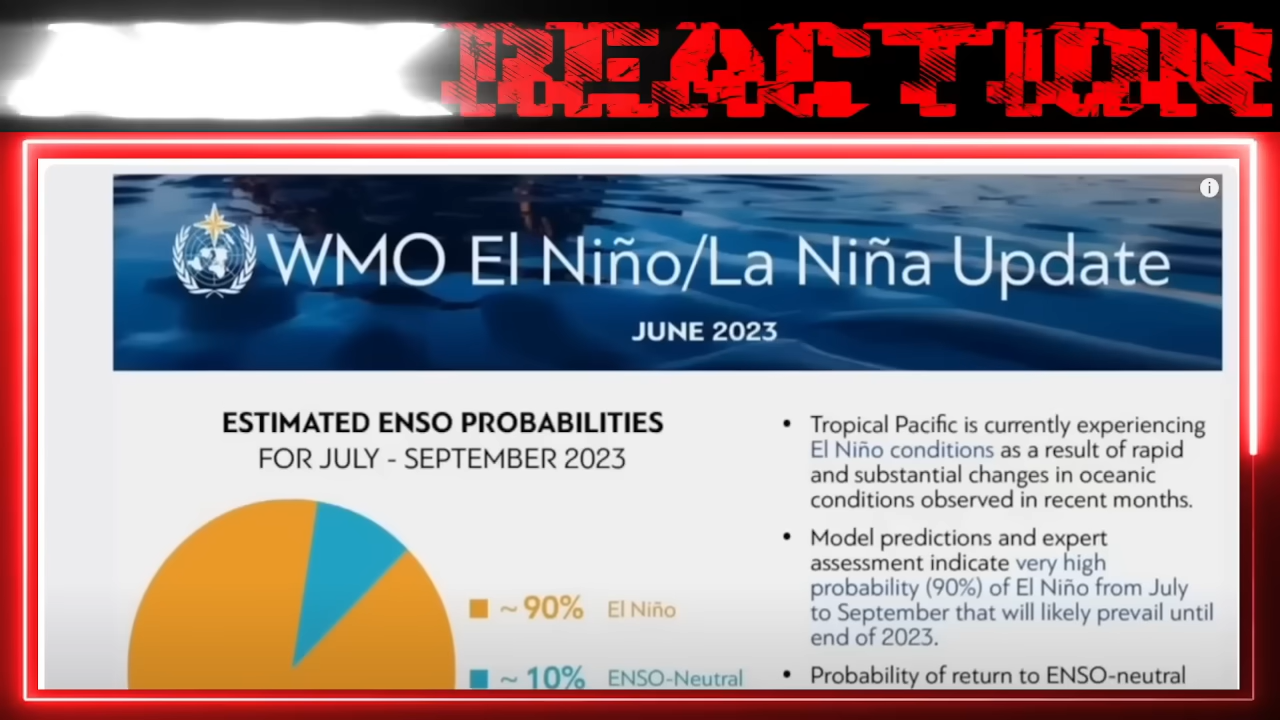 REACTION
WMO El Niño/La Niña Update
JUNE 2023
ESTIMATED ENSO PROBABILITIES
FOR JULY - SEPTEMBER 2023
~ 90% El Niño
~ 10% ENSO-Neutral
• Tropical Pacific is currently experiencing
El Niño conditions as a result of rapid
and substantial changes in oceanic
conditions observed in recent months.
• Model predictions and expert
assessment indicate very high
probability (90%) of El Niño from July
to September that will likely prevail until
end of 2023.
• Probability of return to ENSO-neutral